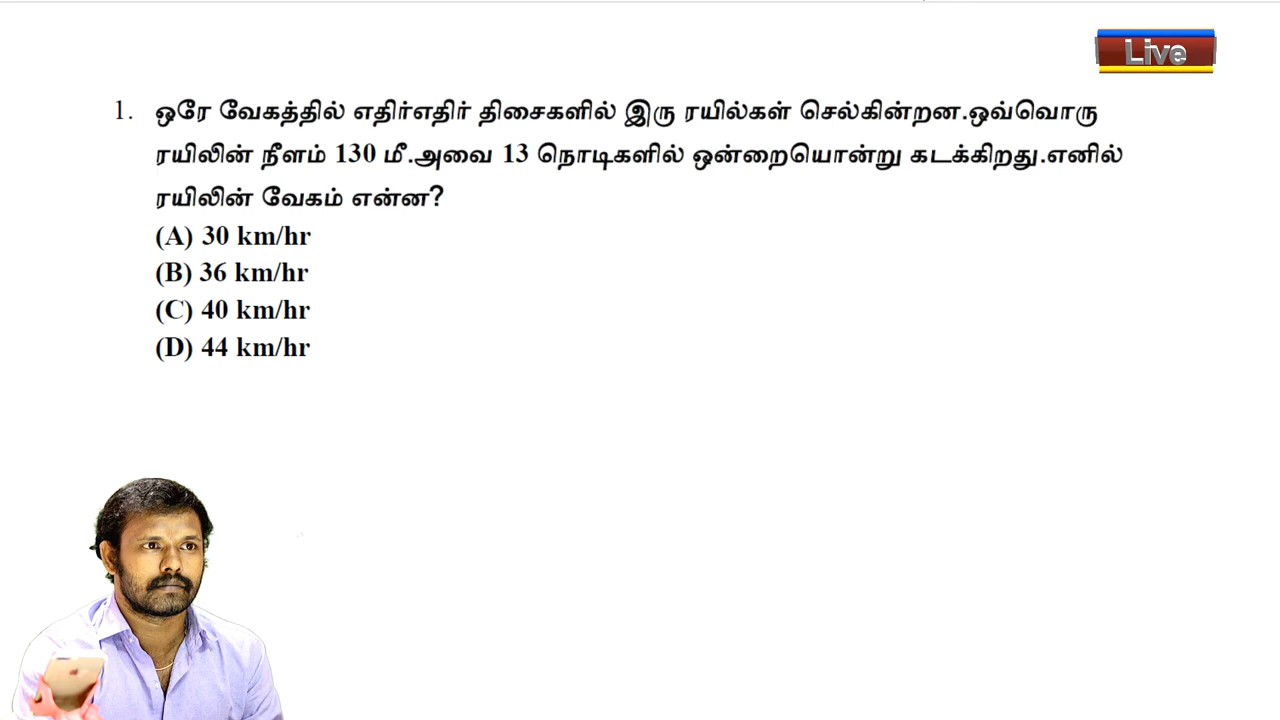 Live
1. ஒரே வேகத்தில் எதிர்எதிர் திசைகளில் இரு ரயில்கள் செல்கின்றன.ஒவ்வொரு
ரயிலின் நீளம் 130 மீ.அவை 13 நொடிகளில் ஒன்றையொன்று கடக்கிறது.எனில்
ரயிலின் வேகம் என்ன?
(A) 30 km/hr
(B) 36 km/hr
(C) 40 km/hr
(D) 44 km/hr